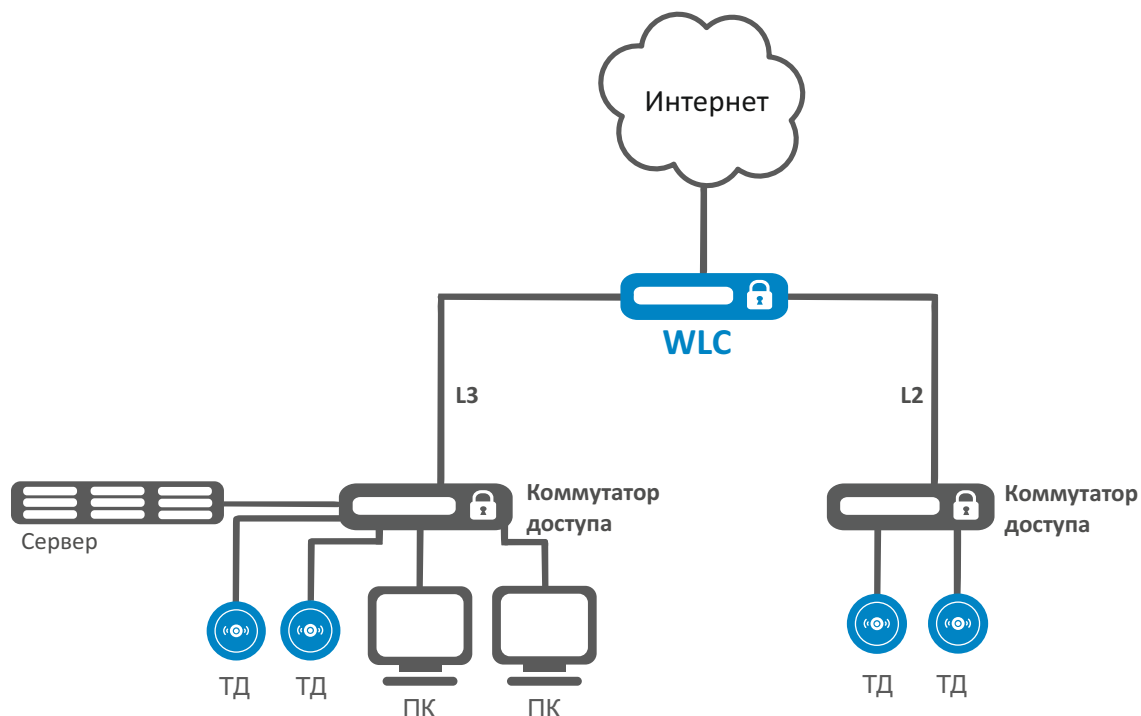 Интернет
WLC
L3
L2
Коммутатор
доступа
Коммутатор
доступа
Сервер
ТД
ТД
ПК
ПК
ТД
ТД